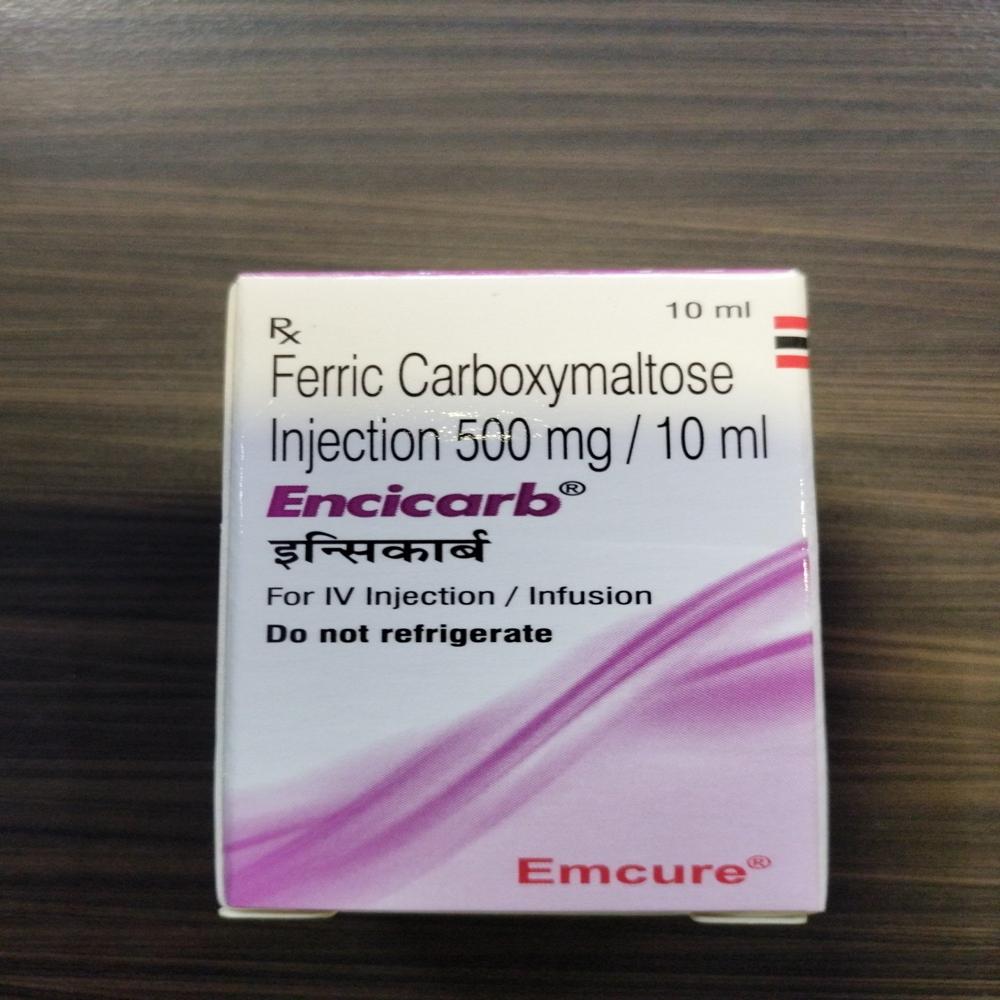 10 ml
Rx
Ferric Carboxymaltose
Injection 500 mg / 10 ml
Encicarb®
इन्सिकार्ब
For IV Injection / Infusion
Do not refrigerate
Emcure®